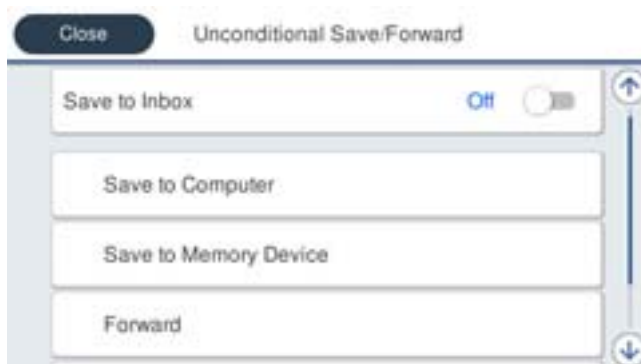 Close Unconditional Save/Forward
Save to Inbox Off
Save to Computer
Save to Memory Device
Forward